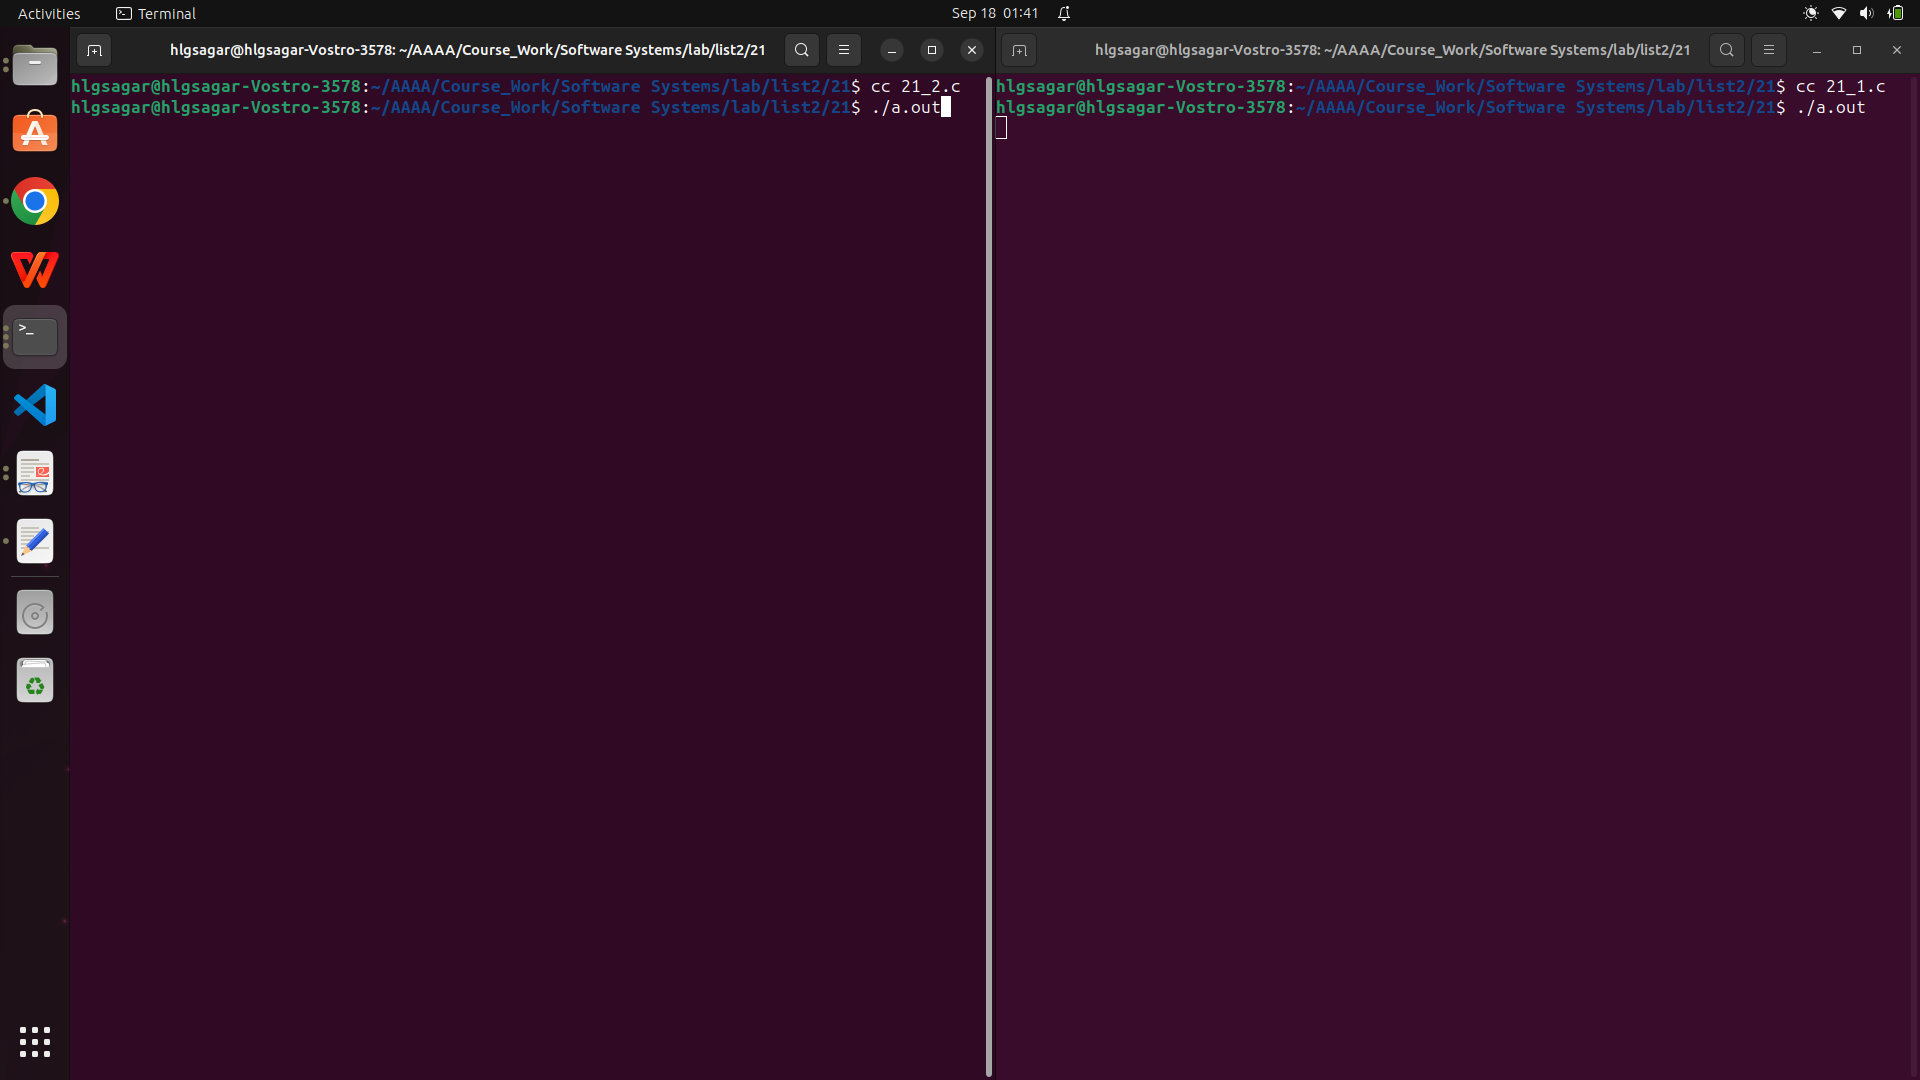 Activities
Terminal
Sep 18 01:41
hlgsagar@hlgsagar-Vostro-3578: ~/AAAA/Course_Work/Software Systems/lab/list2/21
hlgsagar@hlgsagar-Vostro-3578:~/AAAA/Course_Work/Software Systems/lab/list2/21$ cc 21_2.c
hlgsagar@hlgsagar-Vostro-3578:~/AAAA/Course_Work/Software Systems/lab/list2/21$ ./a.out
hlgsagar@hlgsagar-Vostro-3578: ~/AAAA/Course_Work/Software Systems/lab/list2/21
hlgsagar@hlgsagar-Vostro-3578:~/AAAA/Course_Work/Software Systems/lab/list2/21$ cc 21_1.c
hlgsagar@hlgsagar-Vostro-3578:~/AAAA/Course_Work/Software Systems/lab/list2/21$ ./a.out